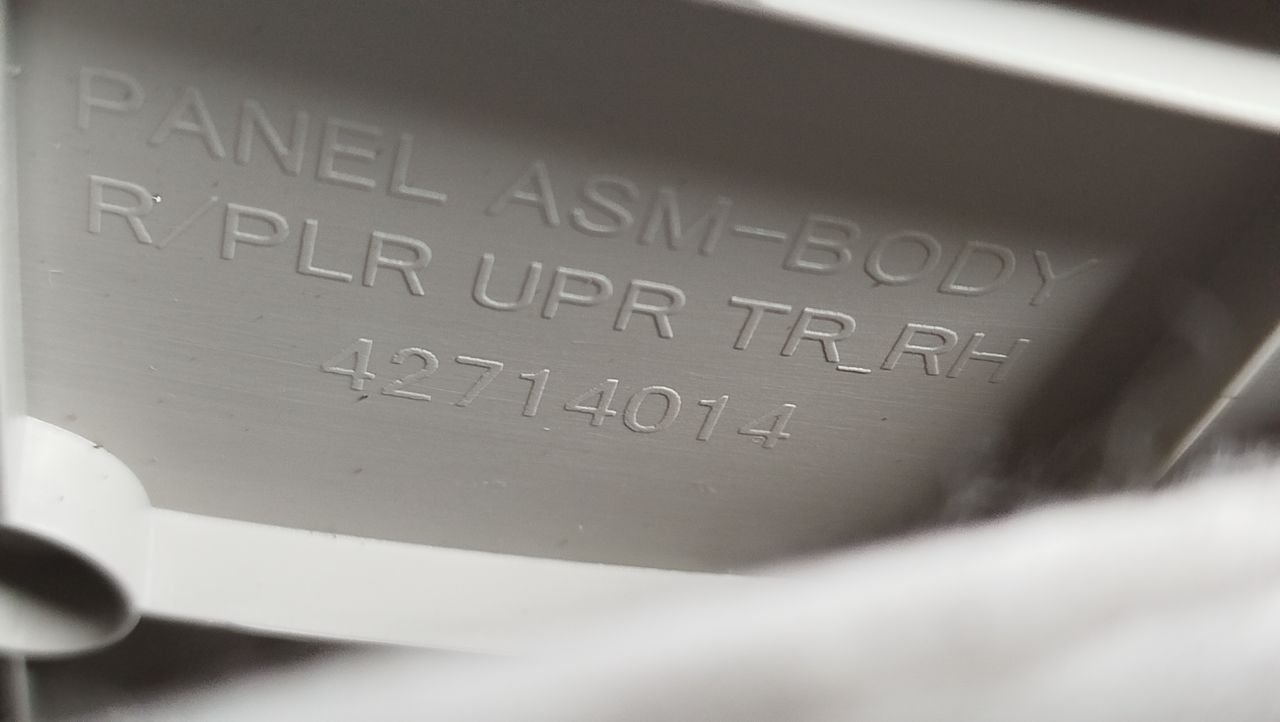 PANEL ASM-BODY
R/PLR UPR TR_RH
42714014